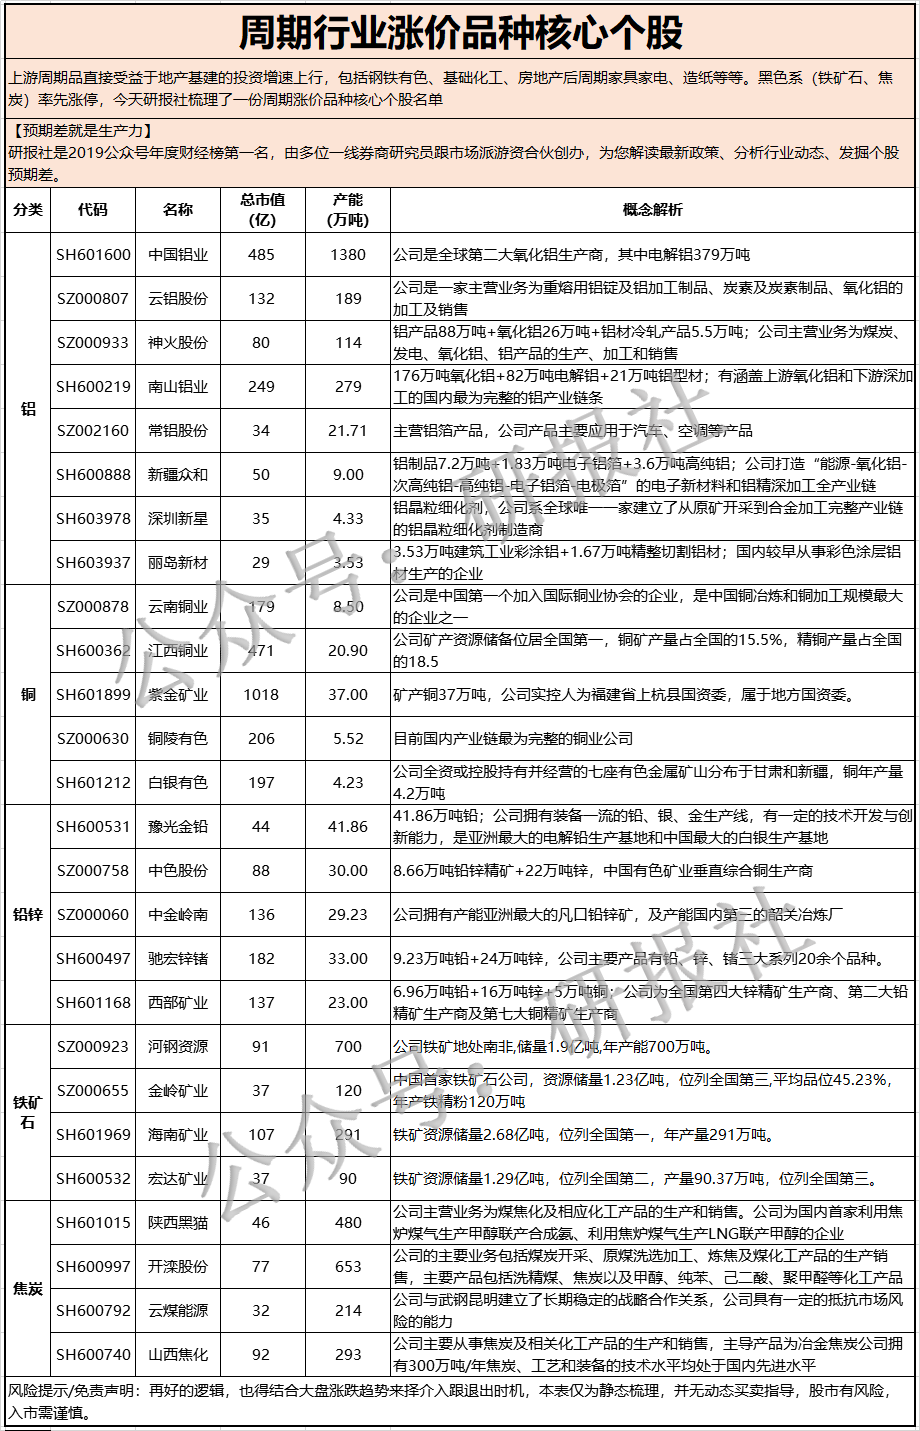 周期行业涨价品种核心个股
上游周期品直接受益于地产基建的投资增速上行，包括钢铁有色、基础化工、房地产后周期家具家电、造纸等等。黑色系（铁矿石、焦
炭）率先涨停，今天研报社梳理了一份周期涨价品种核心个股名单
【预期差就是生产力】
研报社是2019公众号年度财经榜第一名，由多位一线券商研究员跟市场派游资合伙创办，为您解读最新政策、分析行业动态、发掘个股
预期差。
分类 代码 名称 总市值 产能 概念解析
(亿) (万吨)
铝
SH601600 中国铝业 485 1380 公司是全球第二大氧化铝生产商，其中电解铝379万吨
SZ000807 云铝股份 132 189 公司是一家主营业务为重熔用铝锭及铝加工制品、炭素及炭素制品、氧化铝的
加工及销售
SZ000933 神火股份 80 114 铝产品88万吨+氧化铝26万吨+铝材冷轧产品5.5万吨；公司主营业务为煤炭、
发电、氧化铝、铝产品的生产、加工和销售
SH600219 南山铝业 249 279 176万吨氧化铝+82万吨电解铝+21万吨铝型材；有涵盖上游氧化铝和下游深加
工的国内最为完整的铝产业链条
SZ002160 常铝股份 34 21.71 主营铝箔产品，公司产品主要应用于汽车、空调等产品
SH600888 新疆众和 50 9.00 铝制品7.2万吨+1.83万吨电子铝箔+3.6万吨高纯铝；公司打造“能源-氧化铝-
次高纯铝-高纯铝-电子铝箔-电极箔”的电子新材料和铝精深加工全产业链
SH603978 深圳新星 35 4.33 铝晶粒细化剂，公司系全球唯一一家建立了从原矿开采到合金加工完整产业链
的铝晶粒细化剂制造商
SH603937 丽岛新材 29 3.53 3.53万吨建筑工业彩涂铝+1.67万吨精整切割铝材；国内较早从事彩色涂层铝
材生产的企业
铜
SZ000878 云南铜业 179 8.50 公司是中国第一个加入国际铜业协会的企业，是中国铜冶炼和铜加工规模最大
的企业之一
SH600362 江西铜业 471 20.90 公司矿产资源储备位居全国第一，铜矿产量占全国的15.5%，精铜产量占全国
的18.5
SH601899 紫金矿业 1018 37.00 矿产铜37万吨，公司实控人为福建省上杭县国资委，属于地方国资委。
SZ000630 铜陵有色 206 5.52 目前国内产业链最为完整的铜业公司
SH601212 白银有色 197 4.23 公司全资或控股持有并经营的七座有色金属矿山分布于甘肃和新疆，铜年产量
4.2万吨
铅锌
SH600531 豫光金铅 44 41.86 41.86万吨铅；公司拥有装备一流的铅、银、金生产线，有一定的技术开发与创
新能力，是亚洲最大的电解铅生产基地和中国最大的白银生产基地
SZ000758 中色股份 88 30.00 8.66万吨铅锌精矿+22万吨锌，中国有色矿业垂直综合铜生产商
SZ000060 中金岭南 136 29.23 公司拥有产能亚洲最大的凡口铅锌矿，及产能国内第三的韶关冶炼厂
SH600497 驰宏锌锗 182 33.00 9.23万吨铅+24万吨锌，公司主要产品有铅、锌、锗三大系列20余个品种。
SH601168 西部矿业 137 23.00 6.96万吨铅+16万吨锌+5万吨铜；公司为全国第四大锌精矿生产商、第二大铅
精矿生产商及第七大铜精矿生产商
铁矿
石
SZ000923 河钢资源 91 700 公司铁矿地处南非,储量1.9亿吨,年产能700万吨。
SZ000655 金岭矿业 37 120 中国首家铁矿石公司，资源储量1.23亿吨，位列全国第三,平均品位45.23%，
年产铁精粉120万吨
SH601969 海南矿业 107 291 铁矿资源储量2.68亿吨，位列全国第一，年产量291万吨。
SH600532 宏达矿业 37 90 铁矿资源储量1.29亿吨，位列全国第二，产量90.37万吨，位列全国第三。
焦炭
SH601015 陕西黑猫 46 480 公司主营业务为煤焦化及相应化工产品的生产和销售。公司为国内首家利用焦
炉煤气生产甲醇联产合成氨、利用焦炉煤气生产LNG联产甲醇的企业
SH600997 开滦股份 77 653 公司的主要业务包括煤炭开采、原煤洗选加工、炼焦及煤化工产品的生产销
售，主要产品包括洗精煤、焦炭以及甲醇、纯苯、己二酸、聚甲醛等化工产品
SH600792 云煤能源 32 214 公司与武钢昆明建立了长期稳定的战略合作关系，公司具有一定的抵抗市场风
险的能力
SH600740 山西焦化 92 293 公司主要从事焦炭及相关化工产品的生产和销售，主导产品为冶金焦炭公司拥
有300万吨/年焦炭、工艺和装备的技术水平均处于国内先进水平
风险提示/免责声明：再好的逻辑，也得结合大盘涨跌趋势来择介入跟退出时机，本表仅为静态梳理，并无动态买卖指导，股市有风险，
入市需谨慎。
公众号：研报社
公众号：研报社